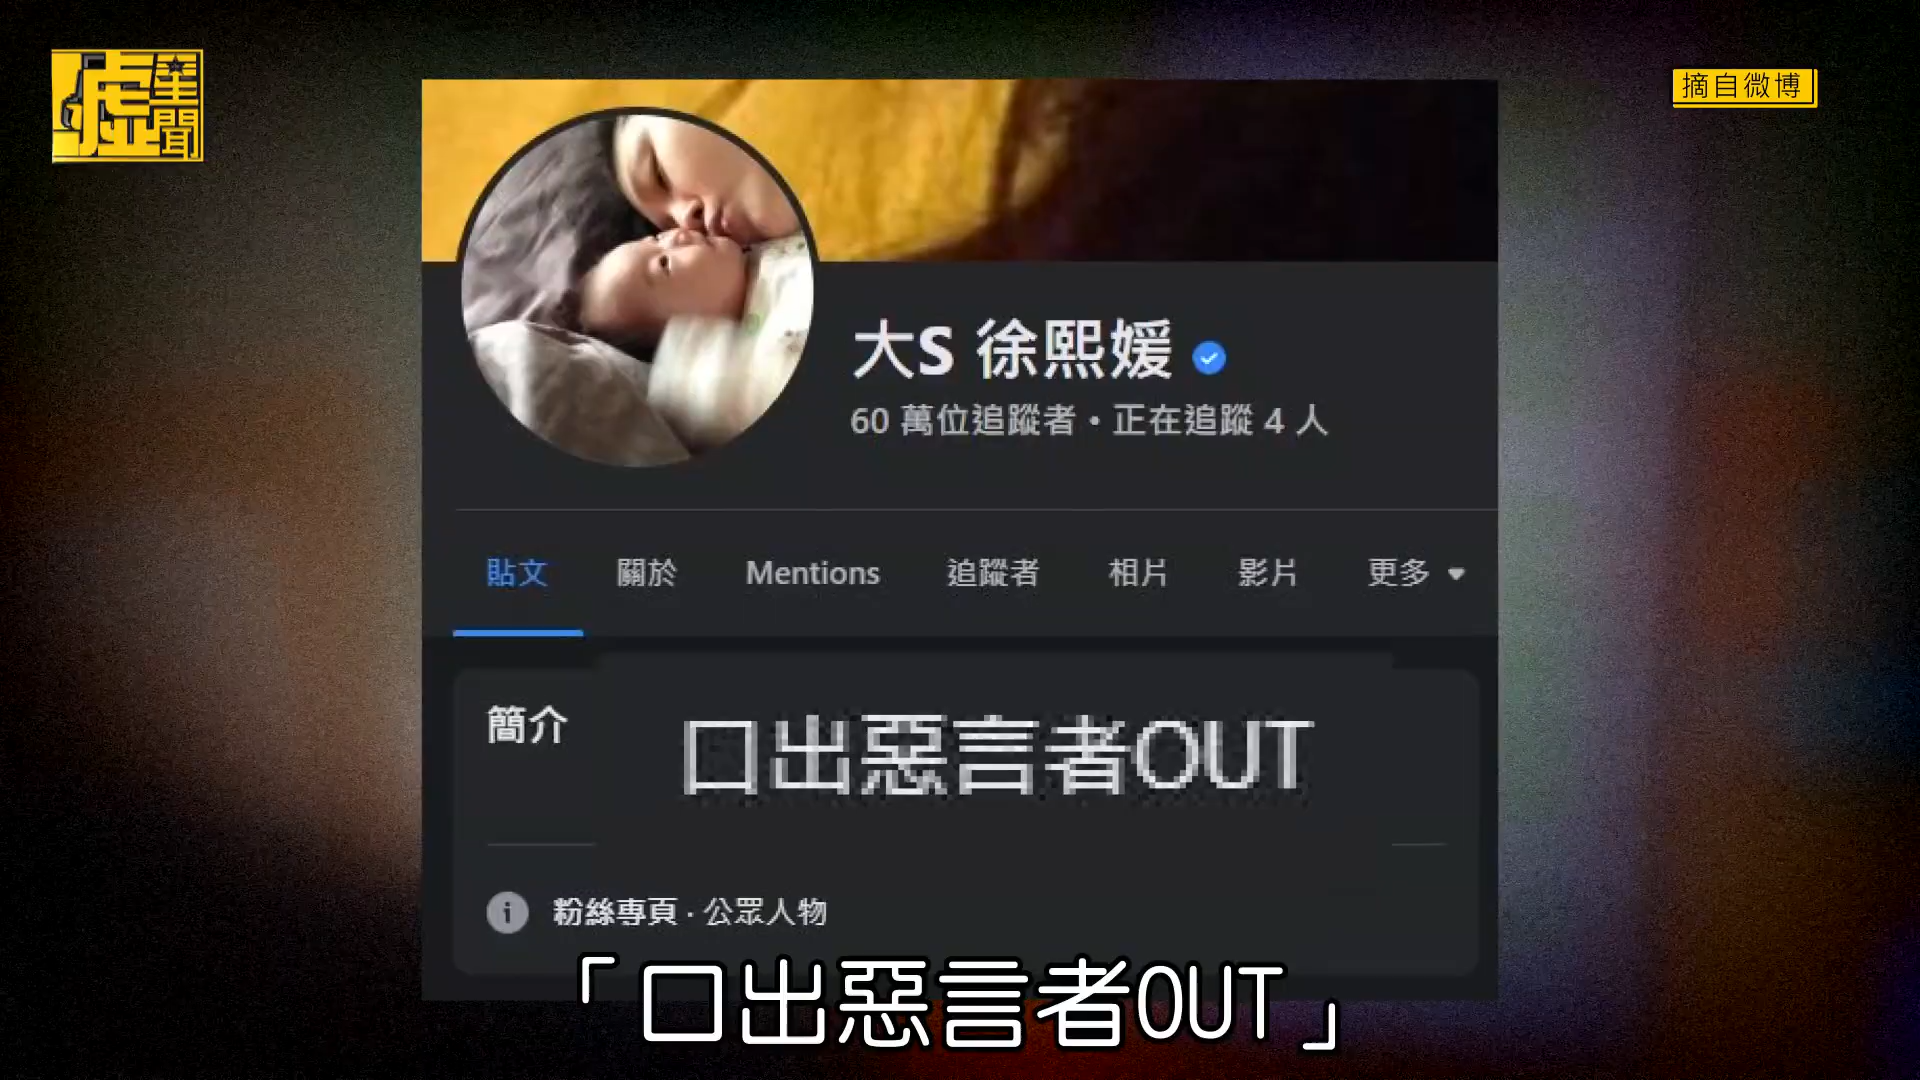 噓星聞
摘自微博
大S 徐熙媛
60 萬位追蹤者 · 正在追蹤 4 人
貼文 關於 Mentions 追蹤者 相片 影片 更多
簡介
口出惡言者OUT
粉絲專頁 · 公眾人物
「口出惡言者OUT」